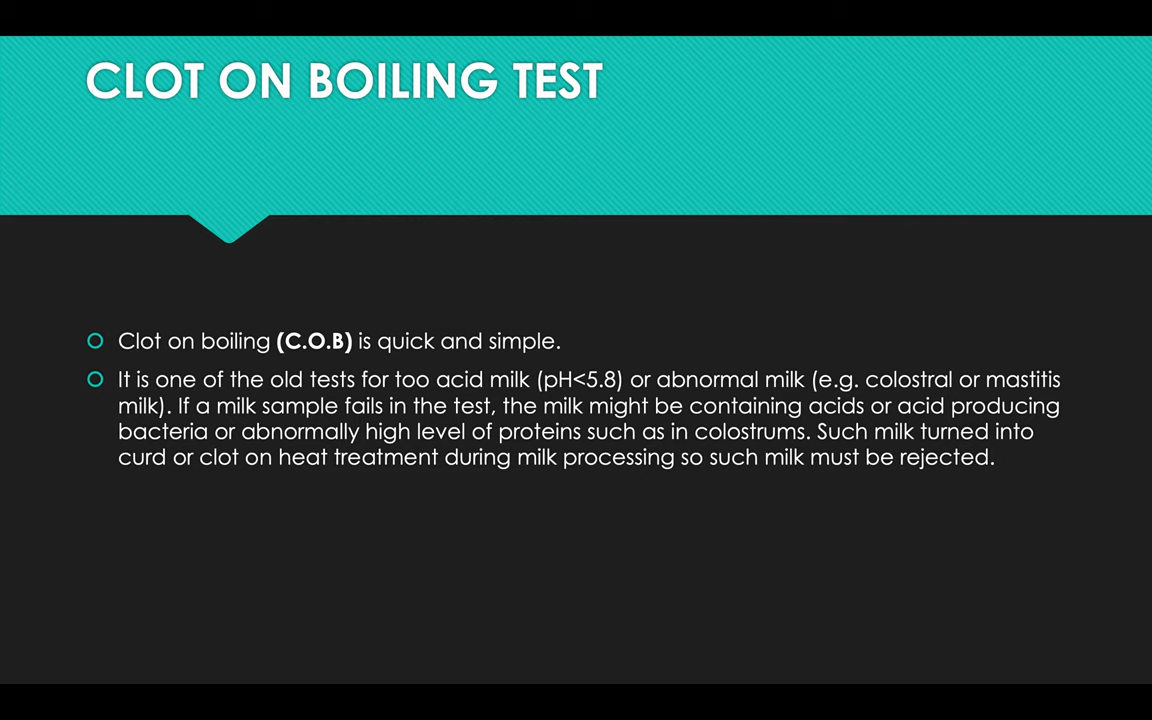 CLOT ON BOILING TEST
Clot on boiling (C.O.B) is quick and simple.
It is one of the old tests for too acid milk (pH<5.8) or abnormal milk (e.g. colostral or mastitis
milk). If a milk sample fails in the test, the milk might be containing acids or acid producing
bacteria or abnormally high level of proteins such as in colostrums. Such milk turned into
curd or clot on heat treatment during milk processing so such milk must be rejected.